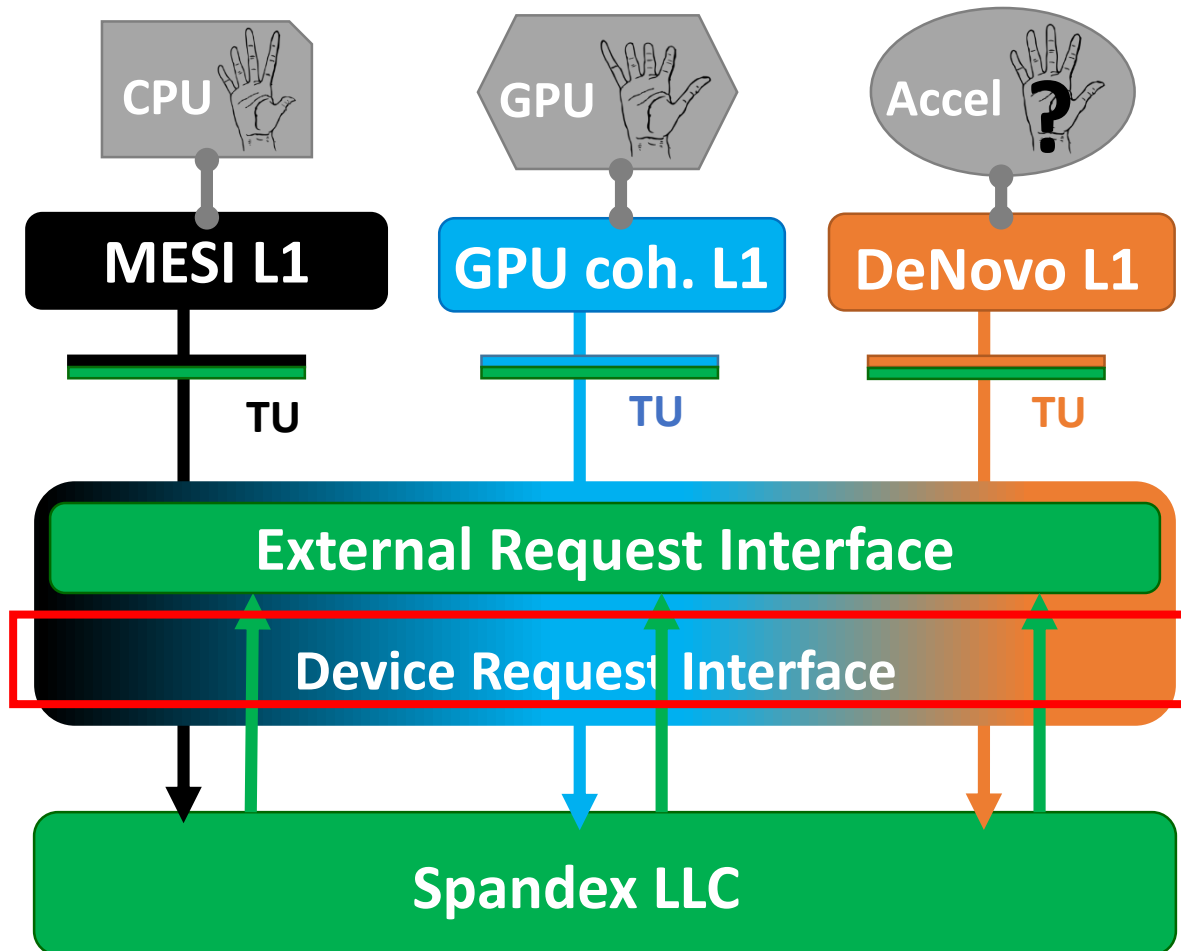 CPU
GPU
Accel
?
MESI L1
GPU coh. L1
DeNovo L1
TU
TU
TU
External Request Interface
Device Request Interface
Spandex LLC